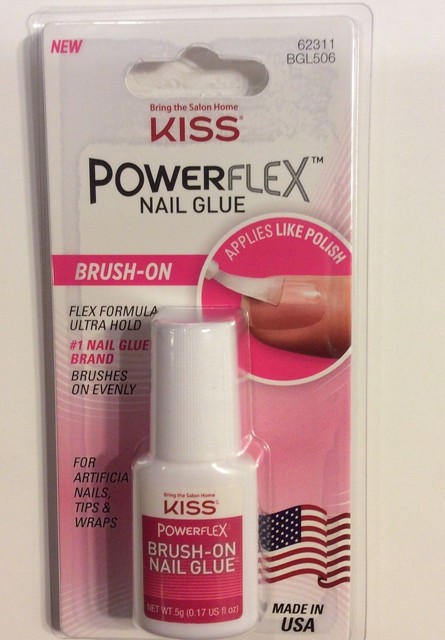 NEW
62311
BGL506
Bring the Salon Home
KISS®
POWERFLEX™
NAIL GLUE
APPLIES LIKE POLISH
BRUSH-ON
FLEX FORMULA
ULTRA HOLD
#1 NAIL GLUE
BRAND
BRUSHES
ON EVENLY
FOR
ARTIFICIA
NAILS,
TIPS &
WRAPS
Bring the Salon Home
KISS
POWERFLEX
BRUSH-ON
NAIL GLUE
NET WT. 5g (0.17 US fl oz)
MADE IN
USA